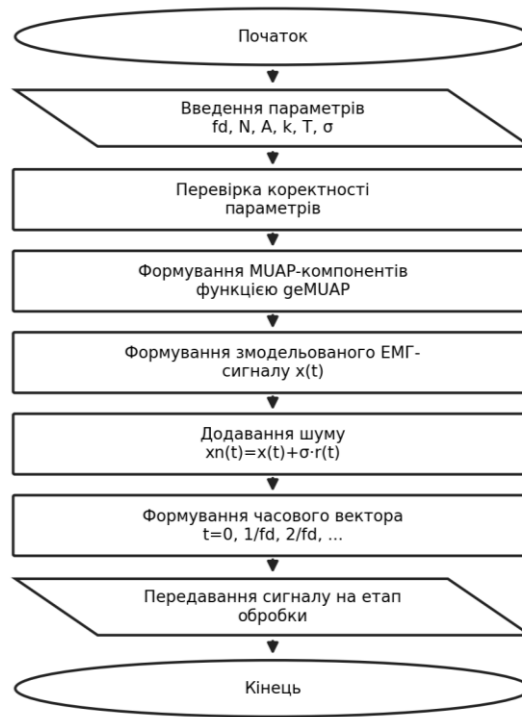 Початок
Введення параметрів
fd, N, A, k, T, σ
Перевірка коректності
параметрів
Формування MUAP-компонентів
функцією geMUAP
Формування змодельованого ЕМГ-
сигналу x(t)
Додавання шуму
xn(t)=x(t)+σ·r(t)
Формування часового вектора
t=0, 1/fd, 2/fd, ...
Передавання сигналу на етап
обробки
Кінець